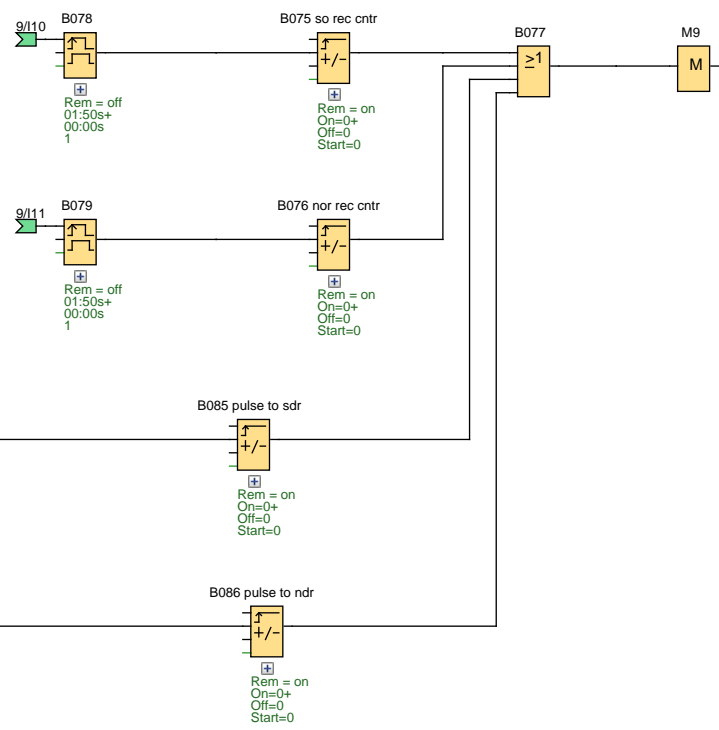 9/I10
B078
Rem = off
01:50s+
00:00s
1
B075 so rec cntr
+/-
Rem = on
On=0+
Off=0
Start=0
B077
≥1
M9
M
9/I11
B079
Rem = off
01:50s+
00:00s
1
B076 nor rec cntr
+/-
Rem = on
On=0+
Off=0
Start=0
B085 pulse to sdr
+/-
Rem = on
On=0+
Off=0
Start=0
B086 pulse to ndr
+/-
Rem = on
On=0+
Off=0
Start=0